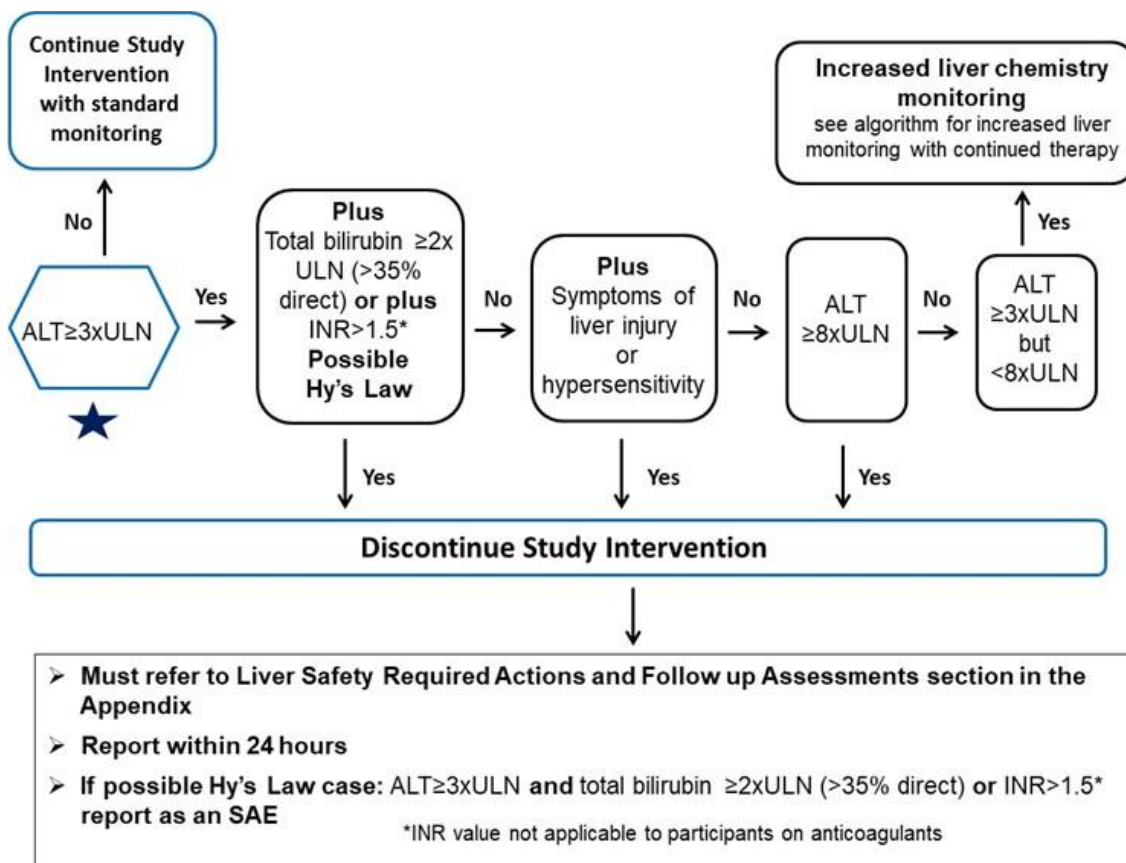 Continue Study
Intervention
with standard
monitoring
Increased liver chemistry
monitoring
see algorithm for increased liver
monitoring with continued therapy
No
Yes
ALT≥3xULN
Yes
Plus
Total bilirubin ≥2x
ULN (>35%
direct) or plus
INR>1.5*
Possible
Hy’s Law
No
Plus
Symptoms of
liver injury
or
hypersensitivity
No
ALT
≥8xULN
No
ALT
≥3xULN
but
<8xULN
Yes
Yes
Yes
Discontinue Study Intervention
➢ Must refer to Liver Safety Required Actions and Follow up Assessments section in the
Appendix
➢ Report within 24 hours
➢ If possible Hy’s Law case: ALT≥3xULN and total bilirubin ≥2xULN (>35% direct) or INR>1.5*
report as an SAE
*INR value not applicable to participants on anticoagulants